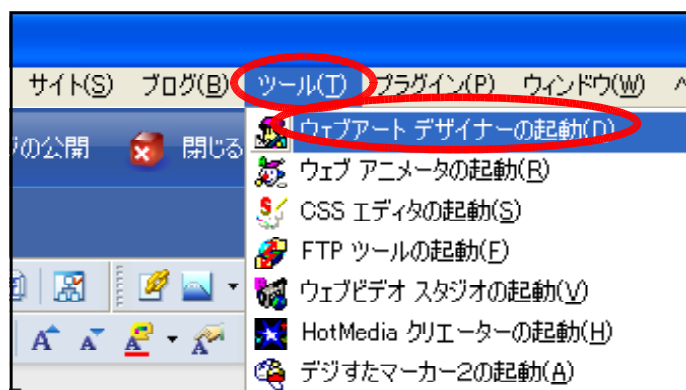 サイト(S) ブログ(B) ツール(T) プラグイン(P) ウィンドウ(W)
の公開 閉じる
ウェブアート デザイナーの起動(D)
ウェブ アニメータの起動(R)
CSS エディタの起動(S)
FTP ツールの起動(F)
ウェブビデオ スタジオの起動(V)
HotMedia クリエーターの起動(H)
デジすたマーカー2の起動(A)